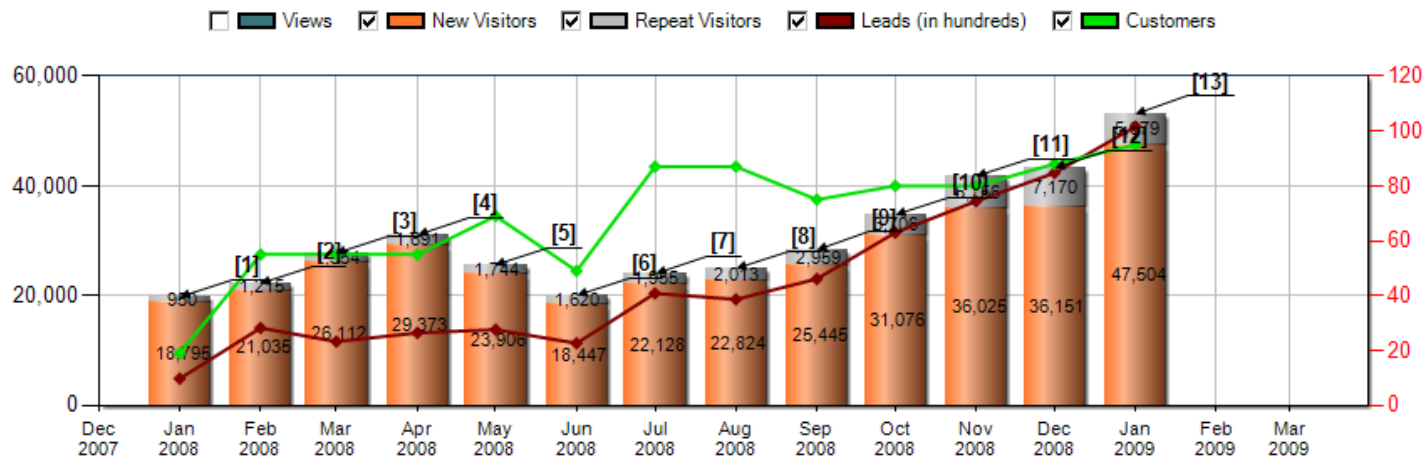 Views New Visitors Repeat Visitors Leads (in hundreds) Customers
60,000 120
[13]
100
[11] [12]
40,000 [10] 7,170 80
[3] [4] [9]
1,891 60
[1] [2] [5] [6] [7] [8]
1,215 1,744 1,620 2,013 2,959
20,000 40
18,795 21,035 26,112 29,373 23,906 18,447 22,128 22,824 25,445 31,076 36,025 36,151 47,504
20
0 0
Dec Jan Feb Mar Apr May Jun Jul Aug Sep Oct Nov Dec Jan Feb Mar
2007 2008 2008 2008 2008 2008 2008 2008 2008 2008 2008 2008 2008 2009 2009 2009